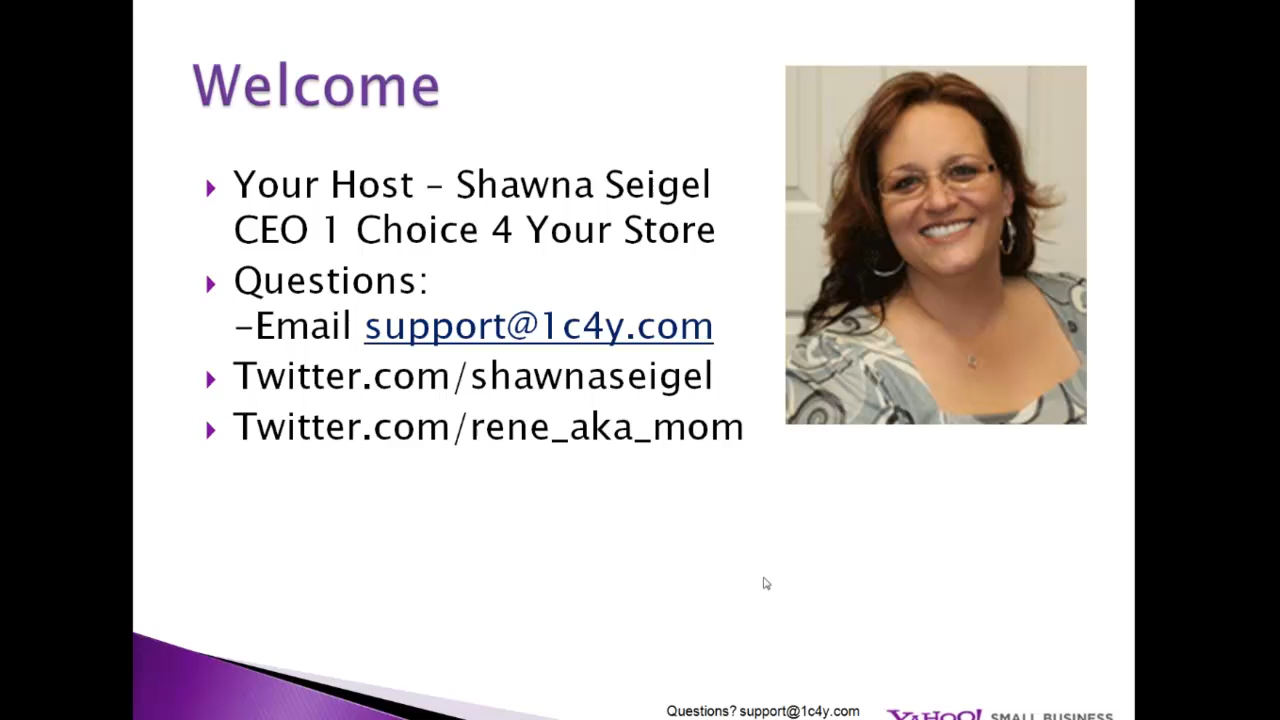 Welcome
Your Host – Shawna Seigel
CEO 1 Choice 4 Your Store
Questions:
-Email support@1c4y.com
Twitter.com/shawnaseigel
Twitter.com/rene_aka_mom
Questions? support@1c4y.com
YAHOO! SMALL BUSINESS